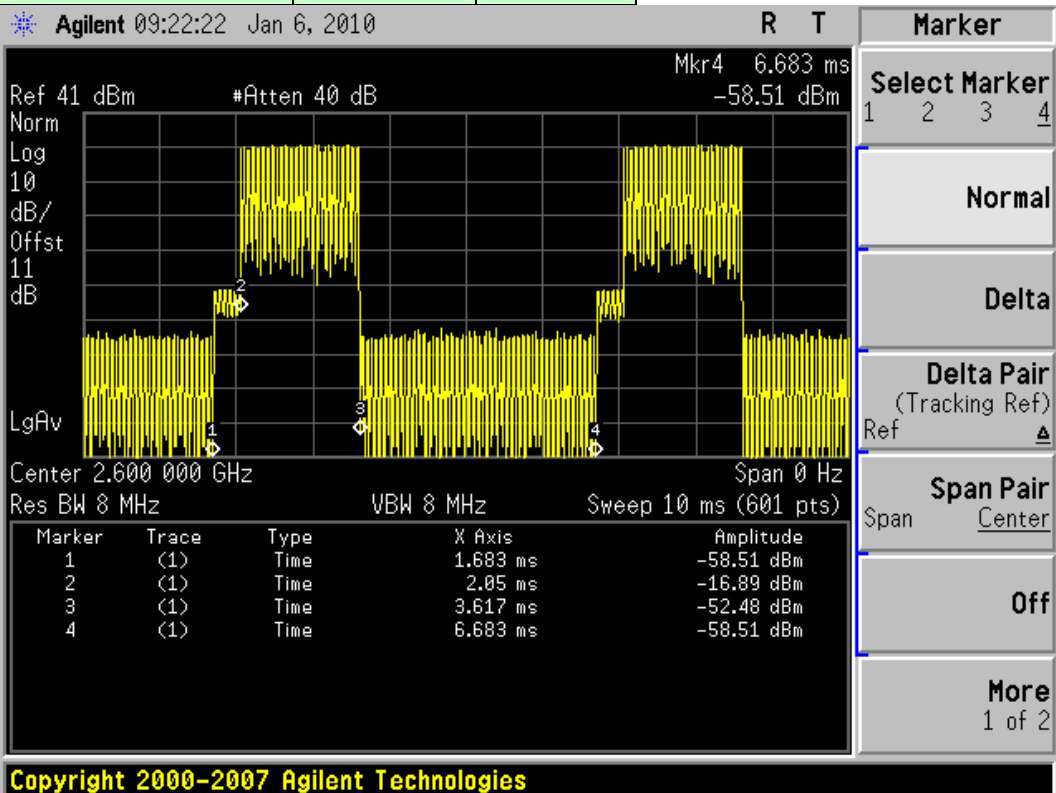 Agilent 09:22:22 Jan 6, 2010 R T
Mkr4 6.683 ms
Ref 41 dBm #Atten 40 dB -58.51 dBm
Norm
Log
10
dB/
Offst
11
dB
LgAv
2
1
3
4
Center 2.600 000 GHz Span 0 Hz
Res BW 8 MHz VBW 8 MHz Sweep 10 ms (601 pts)
Marker Trace Type X Axis Amplitude
1 (1) Time 1.683 ms -58.51 dBm
2 (1) Time 2.05 ms -16.89 dBm
3 (1) Time 3.617 ms -52.48 dBm
4 (1) Time 6.683 ms -58.51 dBm
Marker
Select Marker
1 2 3 4
Normal
Delta
Delta Pair
(Tracking Ref)
Ref Δ
Span Pair
Span Center
Off
More
1 of 2
Copyright 2000-2007 Agilent Technologies